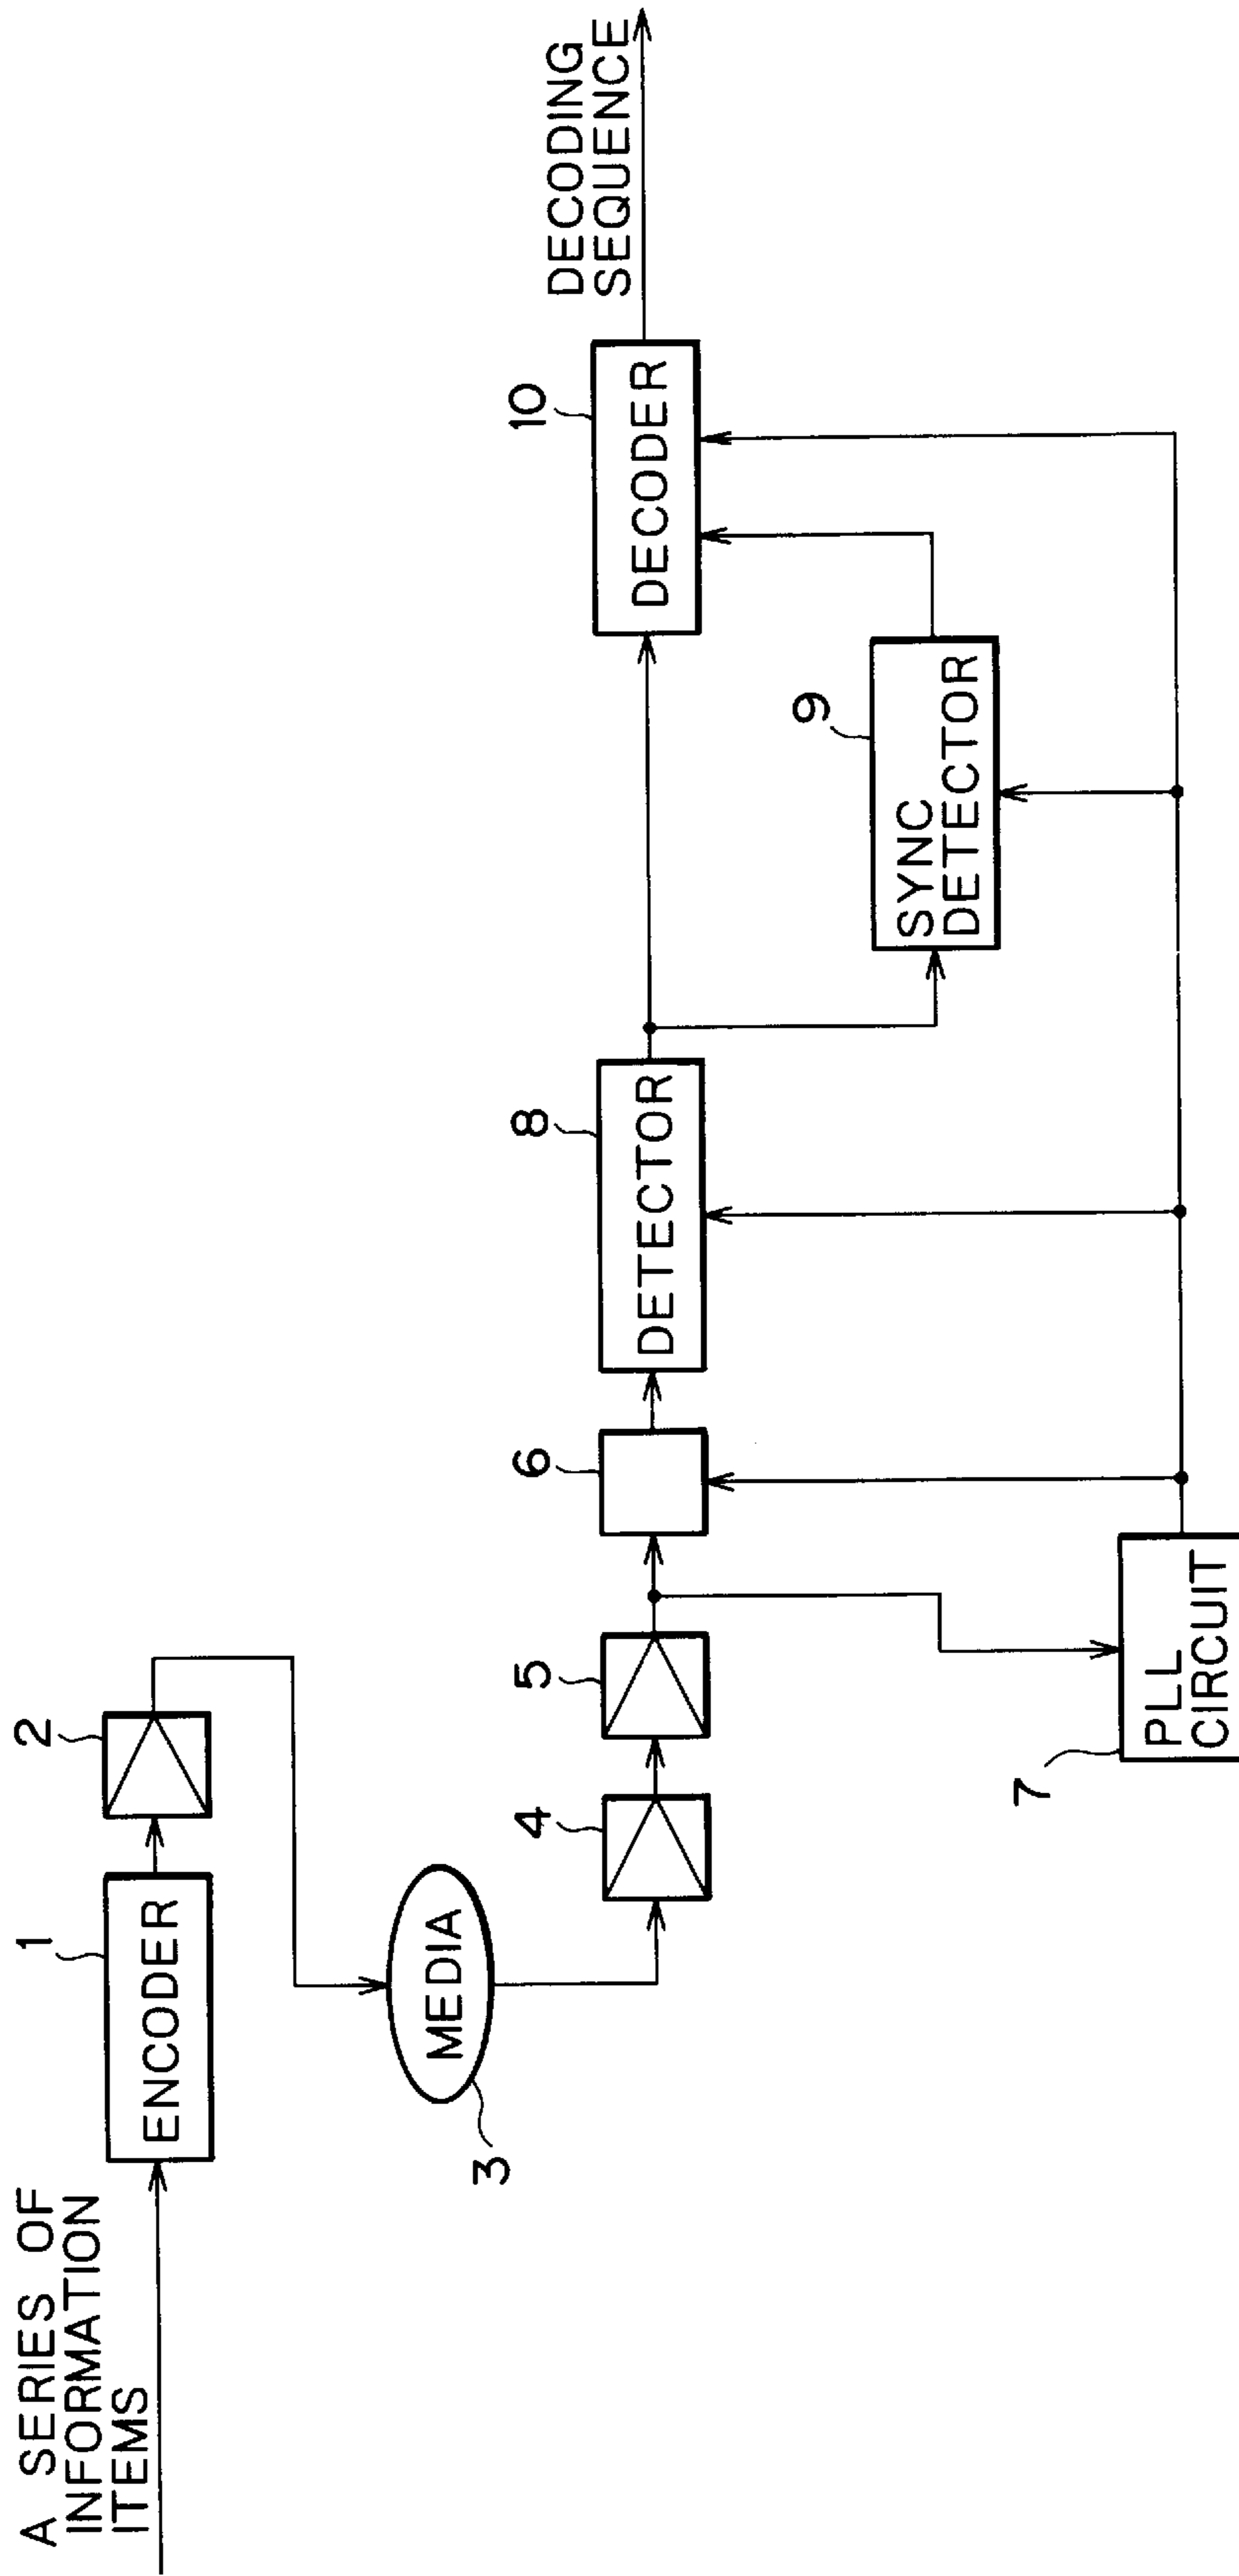 A SERIES OF
INFORMATION
ITEMS
1
ENCODER
2
3
MEDIA
4
5
6
7
PLL
CIRCUIT
8
DETECTOR
9
SYNC
DETECTOR
10
DECODER
DECODING
SEQUENCE